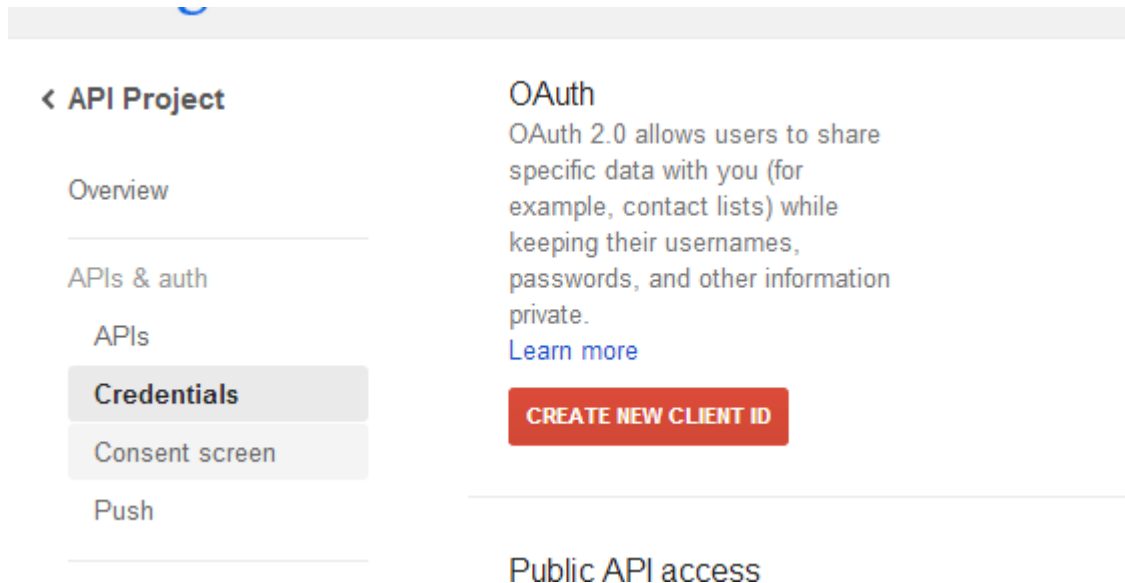 API Project
Overview
APIs & auth
APIs
Credentials
Consent screen
Push
OAuth
OAuth 2.0 allows users to share
specific data with you (for
example, contact lists) while
keeping their usernames,
passwords, and other information
private.
Learn more
CREATE NEW CLIENT ID
Public API access